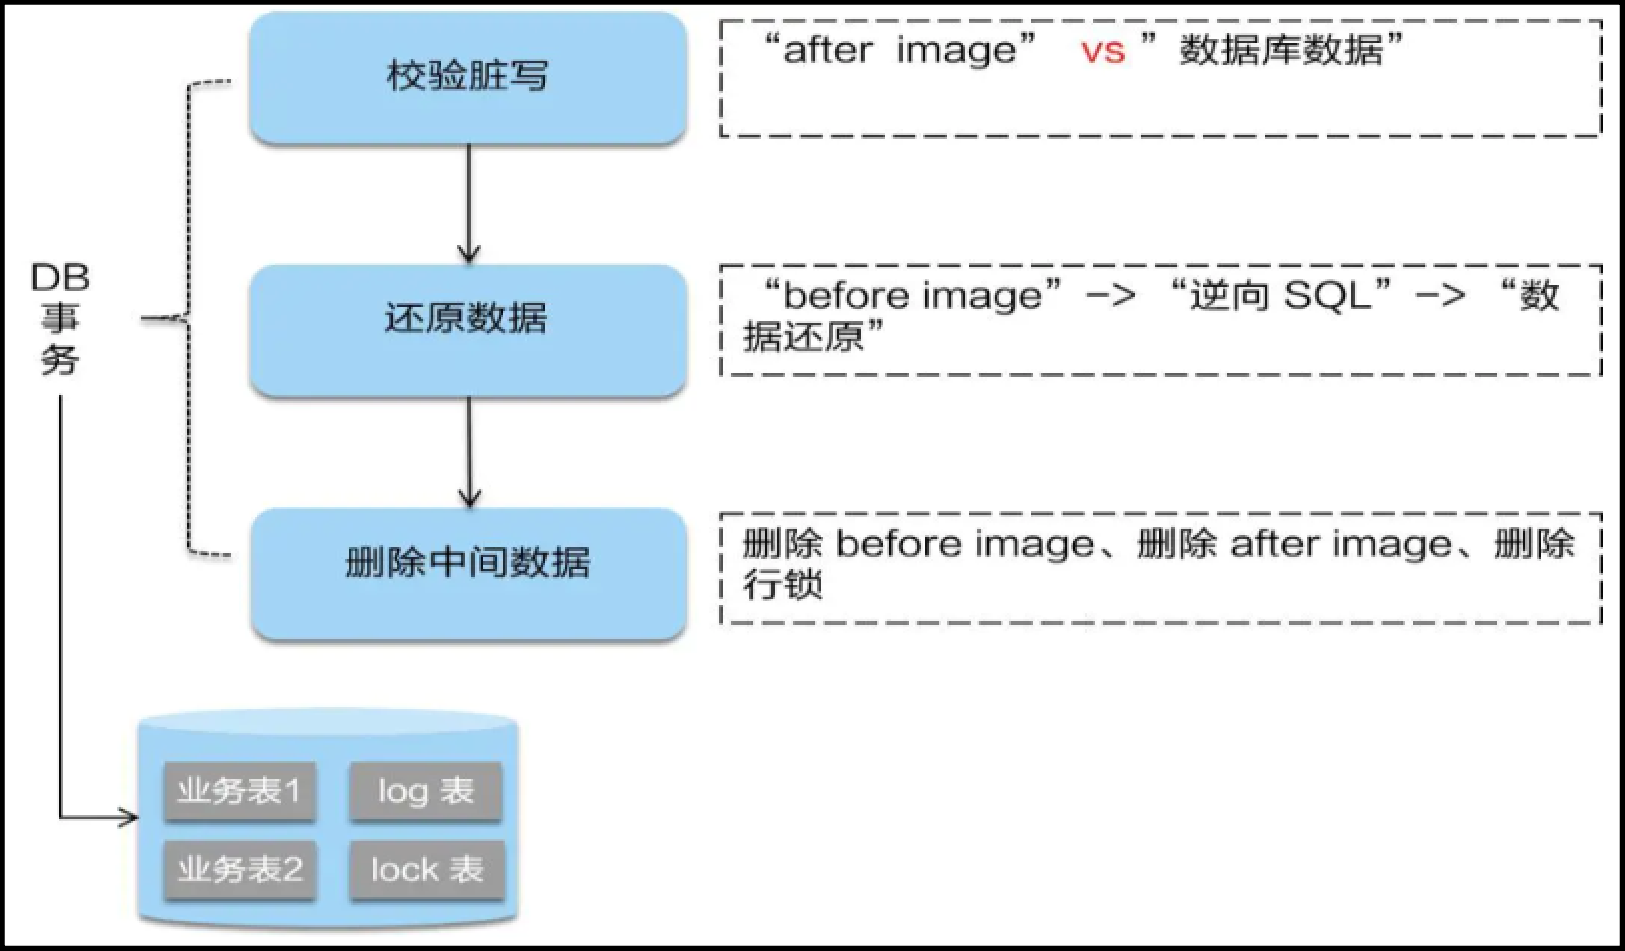 校验脏写
“after image” vs ”数据库数据”
DB
事
务
还原数据
“before image”–> “逆向 SQL”–> “数
据还原”
删除中间数据
删除 before image、删除 after image、删除
行锁
业务表1
log 表
业务表2
lock 表